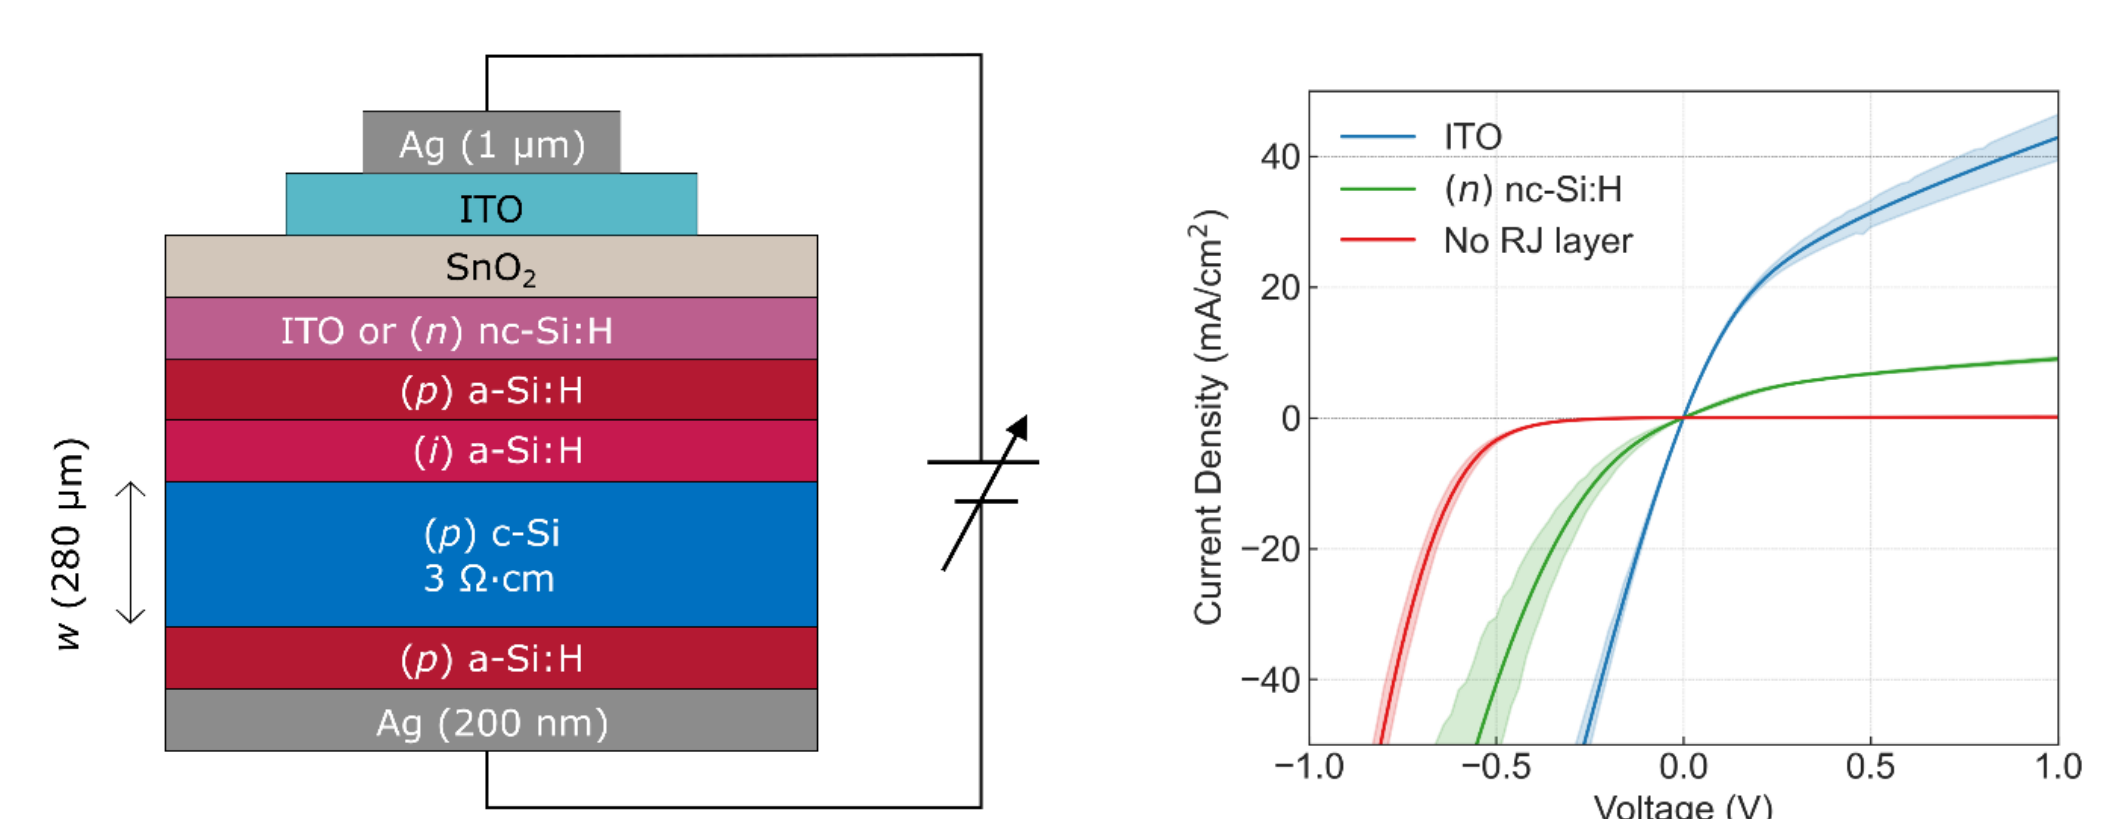 Ag (1 μm)
ITO
SnO₂
ITO or (n) nc-Si:H
(p) a-Si:H
(i) a-Si:H
(p) c-Si
3 Ω·cm
(p) a-Si:H
Ag (200 nm)
w (280 μm)
ITO
(n) nc-Si:H
No RJ layer
Current Density (mA/cm²)
40
20
0
−20
−40
−1.0 −0.5 0.0 0.5 1.0
Voltage (V)